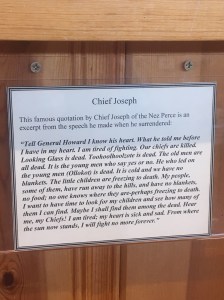 Chief Joseph
This famous quotation by Chief Joseph of the Nez Perce is an
excerpt from the speech he made when he surrendered:
"Tell General Howard I know his heart. What he told me before
I have in my heart. I am tired of fighting. Our chiefs are killed.
Looking Glass is dead. Toohoolhoolzote is dead. The old men are
all dead. It is the young men who say yes or no. He who led on
the young men (Ollokot) is dead. It is cold and we have no
blankets. The little children are freezing to death. My people,
some of them, have run away to the hills, and have no blankets,
no food; no one knows where they are-perhaps freezing to death.
I want to have time to look for my children and see how many of
them I can find. Maybe I shall find them among the dead. Hear
me, my Chiefs! I am tired; my heart is sick and sad. From where
the sun now stands, I will fight no more forever."